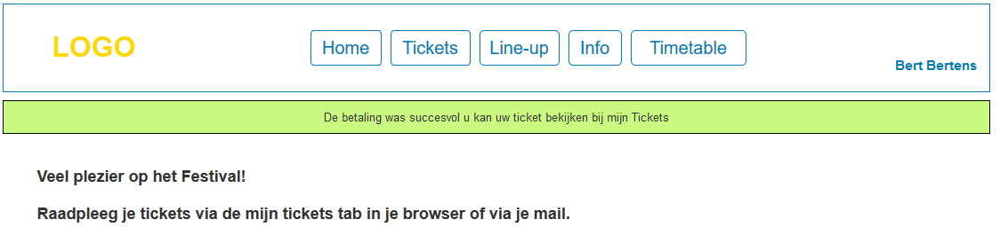 LOGO
Home Tickets Line-up Info Timetable
Bert Bertens
De betaling was succesvol u kan uw ticket bekijken bij mijn Tickets
Veel plezier op het Festival!
Raadpleeg je tickets via de mijn tickets tab in je browser of via je mail.